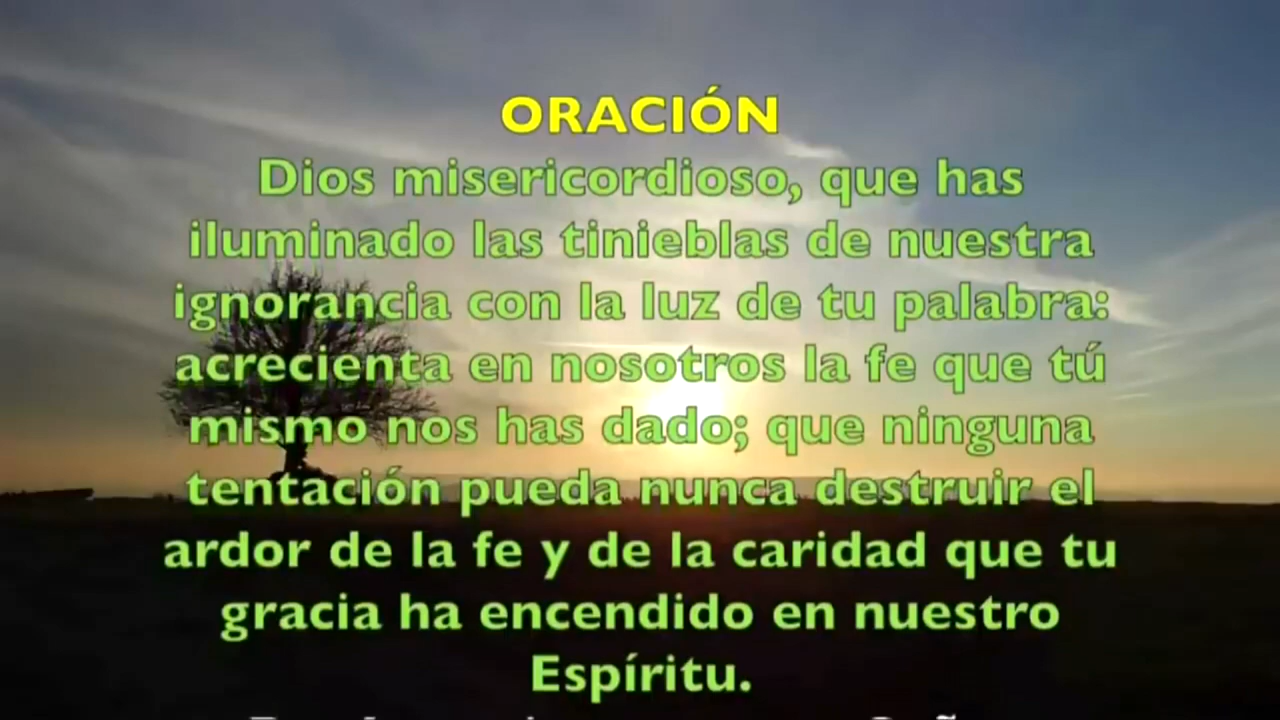 ORACIÓN
Dios misericordioso, que has
iluminado las tinieblas de nuestra
ignorancia con la luz de tu palabra:
acrecienta en nosotros la fe que tú
mismo nos has dado; que ninguna
tentación pueda nunca destruir el
ardor de la fe y de la caridad que tu
gracia ha encendido en nuestro
Espíritu.